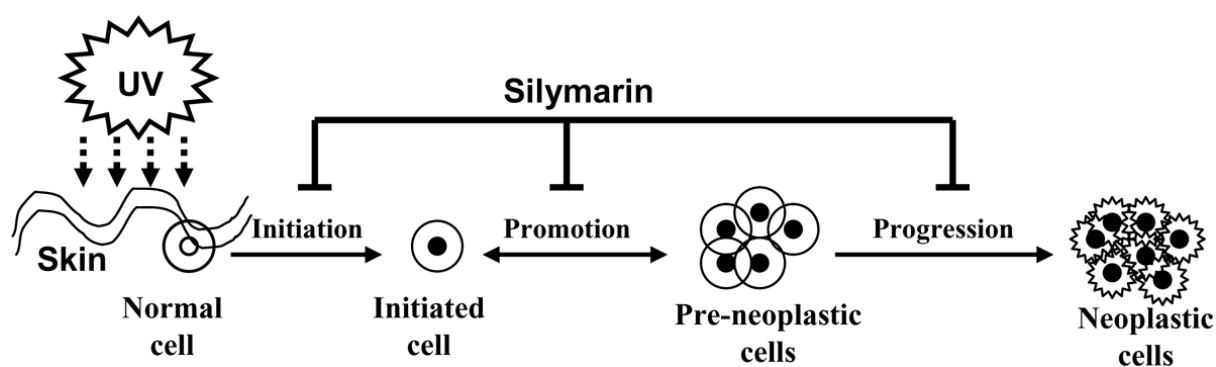 UV
Silymarin
Skin
Initiation
Promotion
Progression
Normal
cell
Initiated
cell
Pre-neoplastic
cells
Neoplastic
cells